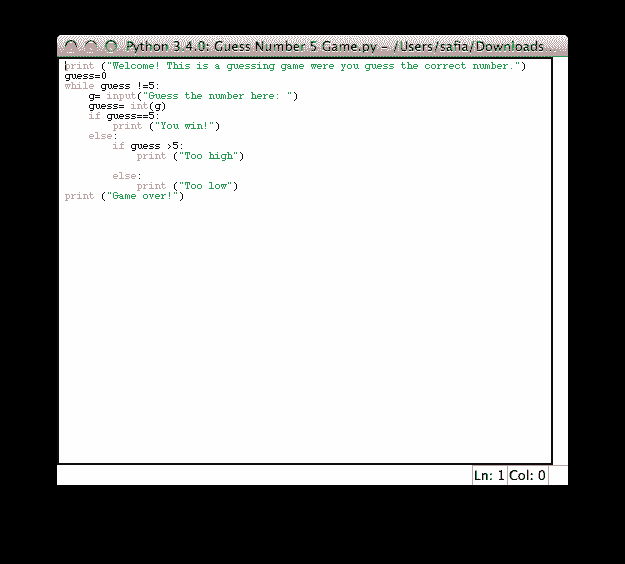 Python 3.4.0: Guess Number 5 Game.py – /Users/safia/Downloads...
print ("Welcome! This is a guessing game were you guess the correct number.")
guess=0
while guess !=5:
    g= input("Guess the number here: ")
    guess= int(g)
    if guess==5:
        print ("You win!")
    else:
        if guess >5:
            print ("Too high")
        else:
            print ("Too low")
print ("Game over!")
Ln: 1 Col: 0